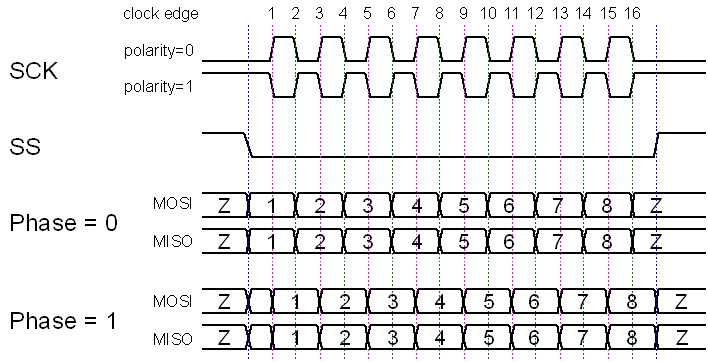 clock edge 1 2 3 4 5 6 7 8 9 10 11 12 13 14 15 16
polarity=0
SCK
polarity=1
SS
MOSI Z 1 2 3 4 5 6 7 8 Z
Phase = 0
MISO Z 1 2 3 4 5 6 7 8 Z
MOSI Z 1 2 3 4 5 6 7 8 Z
Phase = 1
MISO Z 1 2 3 4 5 6 7 8 Z